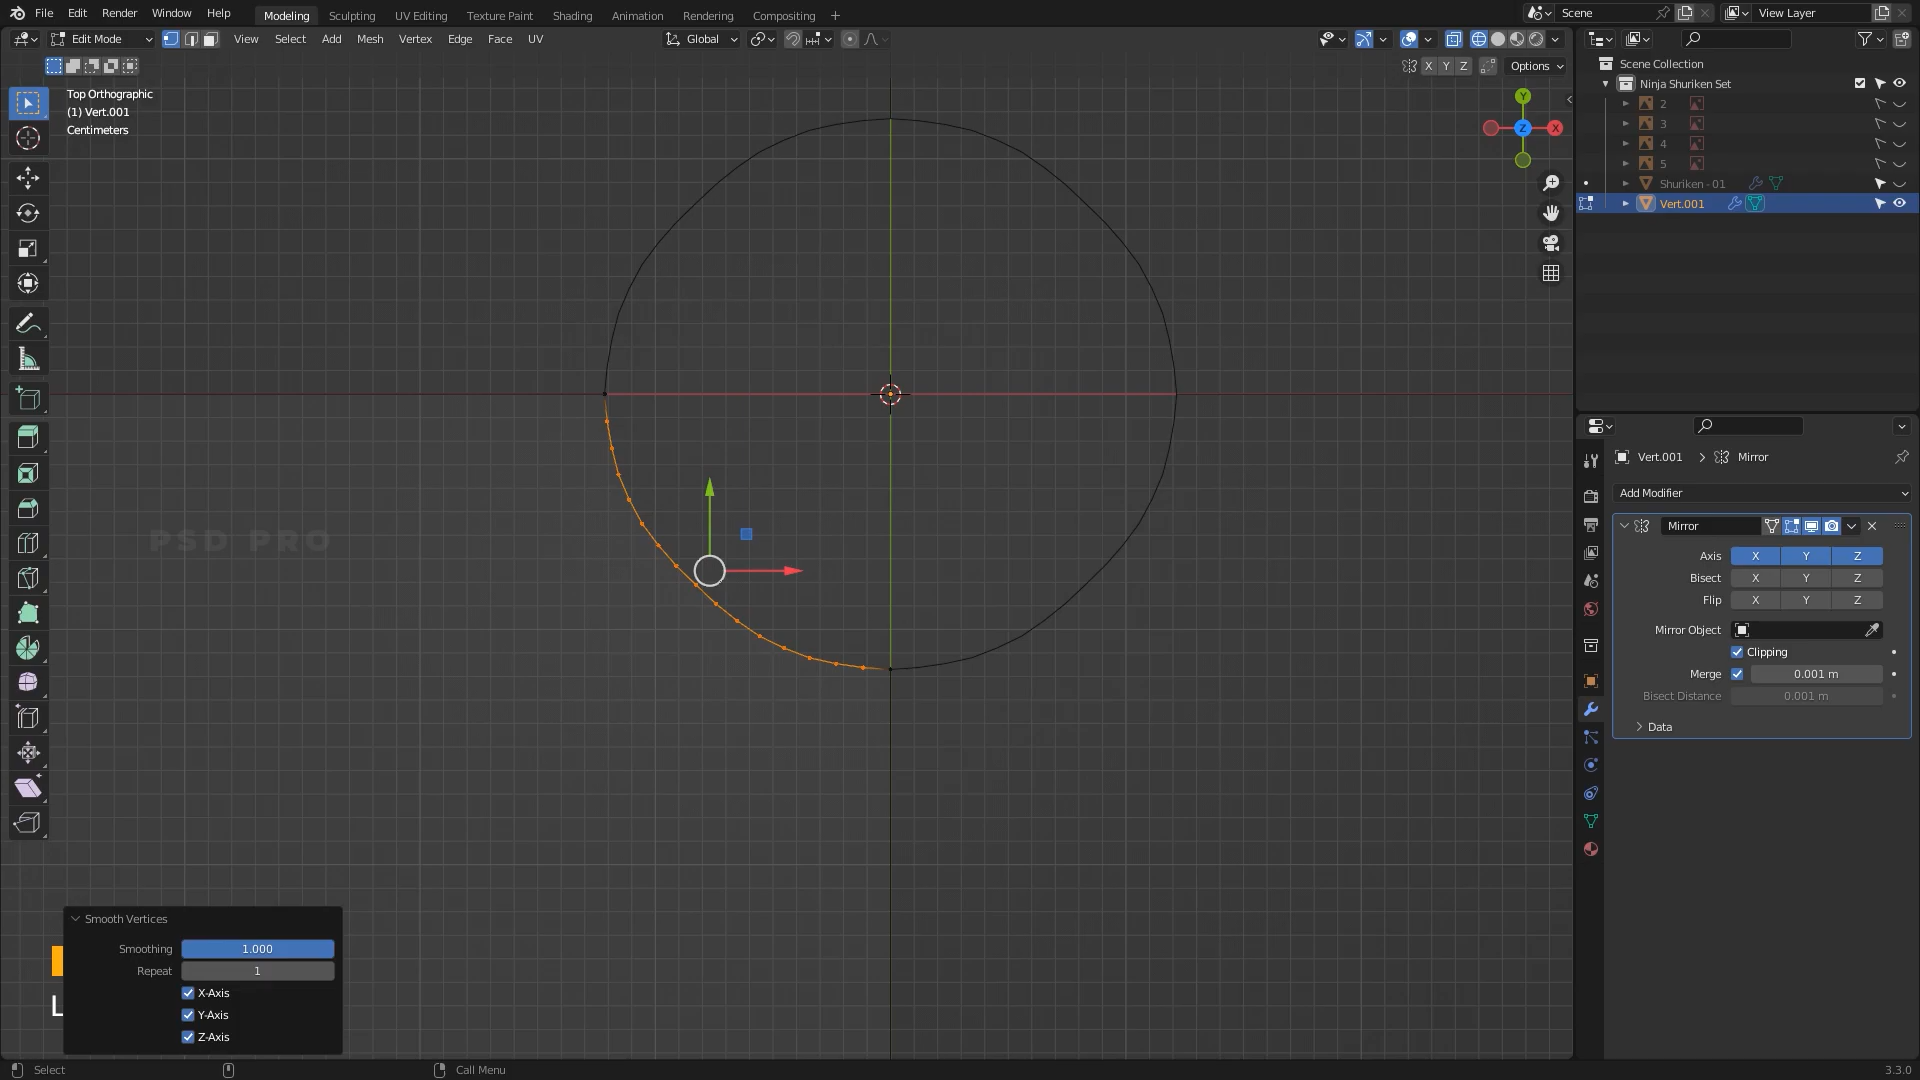 File Edit Render Window Help Modeling Sculpting UV Editing Texture Paint Shading Animation Rendering Compositing + Scene View Layer
Edit Mode View Select Add Mesh Vertex Edge Face UV Global
X Y Z Options
Top Orthographic
(1) Vert.001
Centimeters
Y
Z X
PSD PRO
Smooth Vertices
Smoothing 1.000
Repeat 1
X-Axis
Y-Axis
Z-Axis
L
Scene Collection
Ninja Shuriken Set
2
3
4
5
Shuriken - 01
Vert.001
Vert.001 Mirror
Add Modifier
Mirror
Axis X Y Z
Bisect X Y Z
Flip X Y Z
Mirror Object
Clipping
Merge 0.001 m
Bisect Distance 0.001 m
Data
Select Call Menu 3.3.0